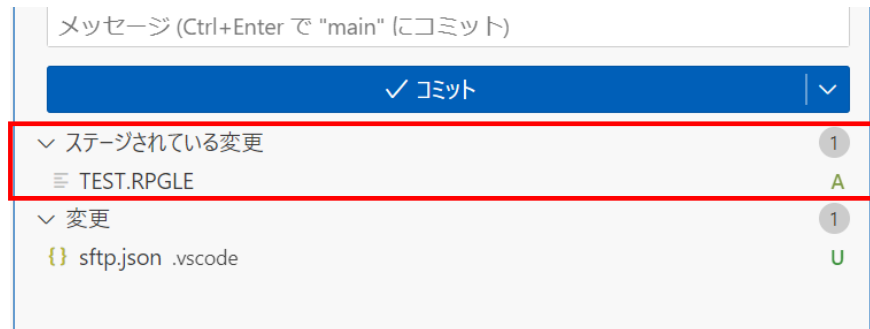 メッセージ (Ctrl+Enter で "main" にコミット)
コミット
ステージされている変更 1
TEST.RPGLE A
変更 1
{} sftp.json .vscode U